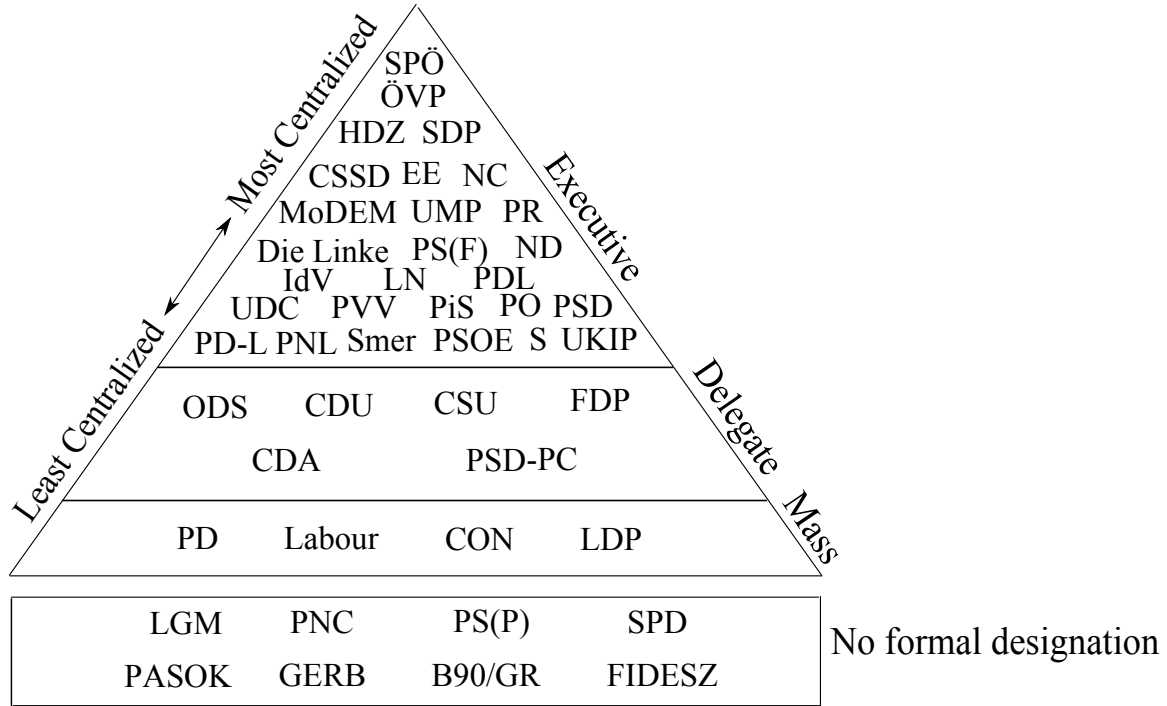 SPÖ
ÖVP
HDZ SDP
CSSD EE NC
MoDEM UMP PR
Die Linke PS(F) ND
IdV LN PDL
UDC PVV PiS PO PSD
PD-L PNL Smer PSOE S UKIP
ODS CDU CSU FDP
CDA PSD-PC
PD Labour CON LDP
LGM PNC PS(P) SPD
PASOK GERB B90/GR FIDESZ
Most Centralized
Least Centralized
Executive
Delegate
Mass
No formal designation